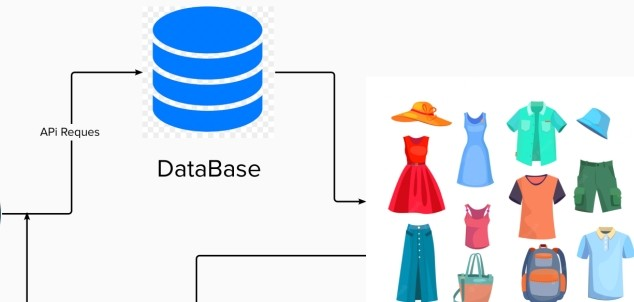 APi Reques
DataBase